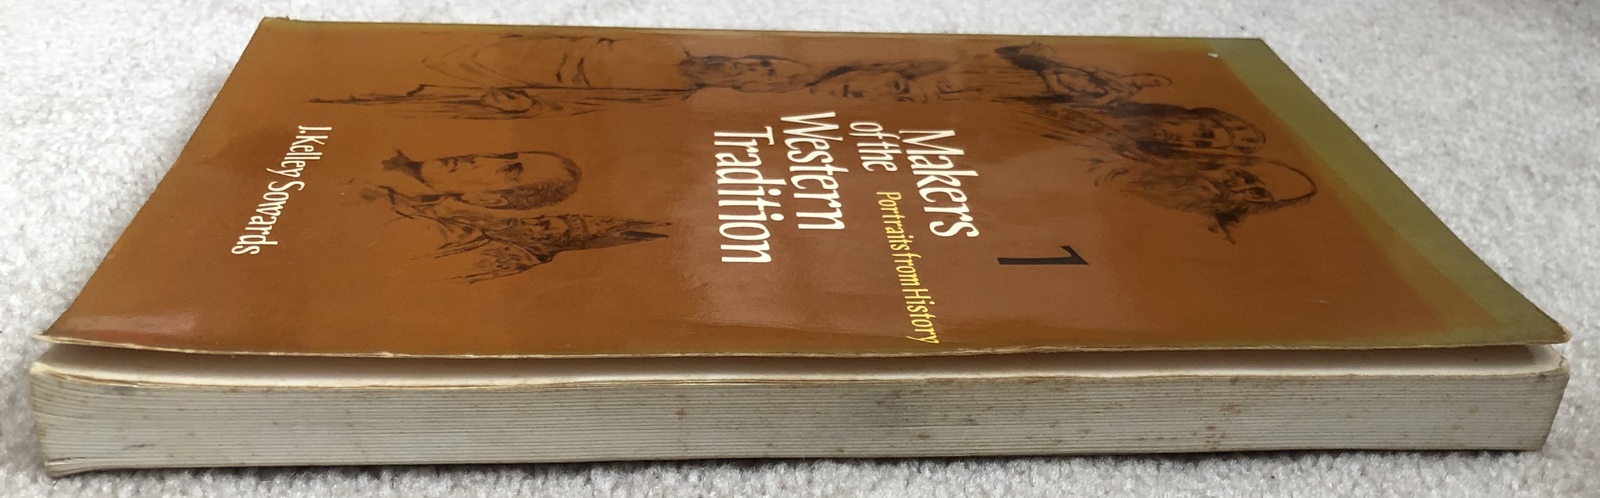 1
Makers
of the
Western
Tradition
Portraits from History
J. Kelley Sowards